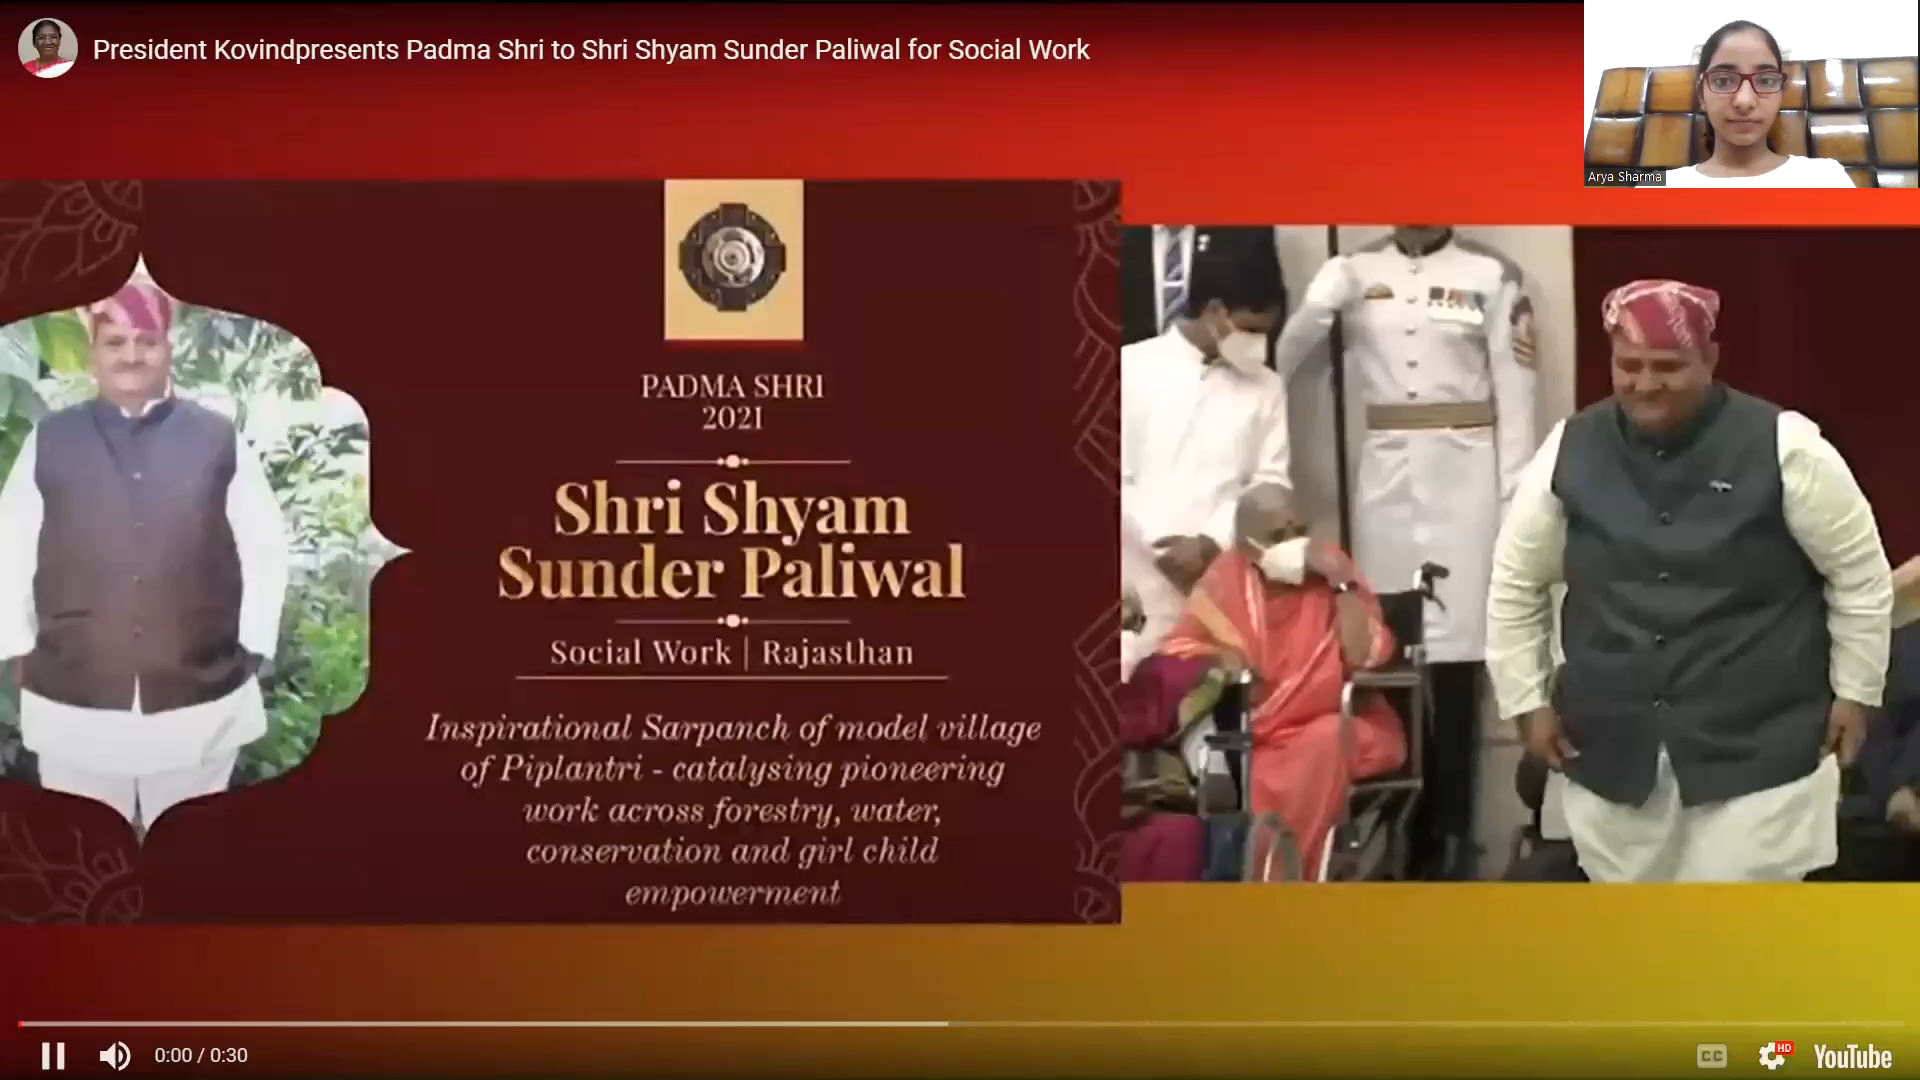 President Kovindpresents Padma Shri to Shri Shyam Sunder Paliwal for Social Work
Arya Sharma
PADMA SHRI
2021
Shri Shyam
Sunder Paliwal
Social Work | Rajasthan
Inspirational Sarpanch of model village
of Piplantri - catalysing pioneering
work across forestry, water,
conservation and girl child
empowerment
0:00 / 0:30
CC
HD
YouTube